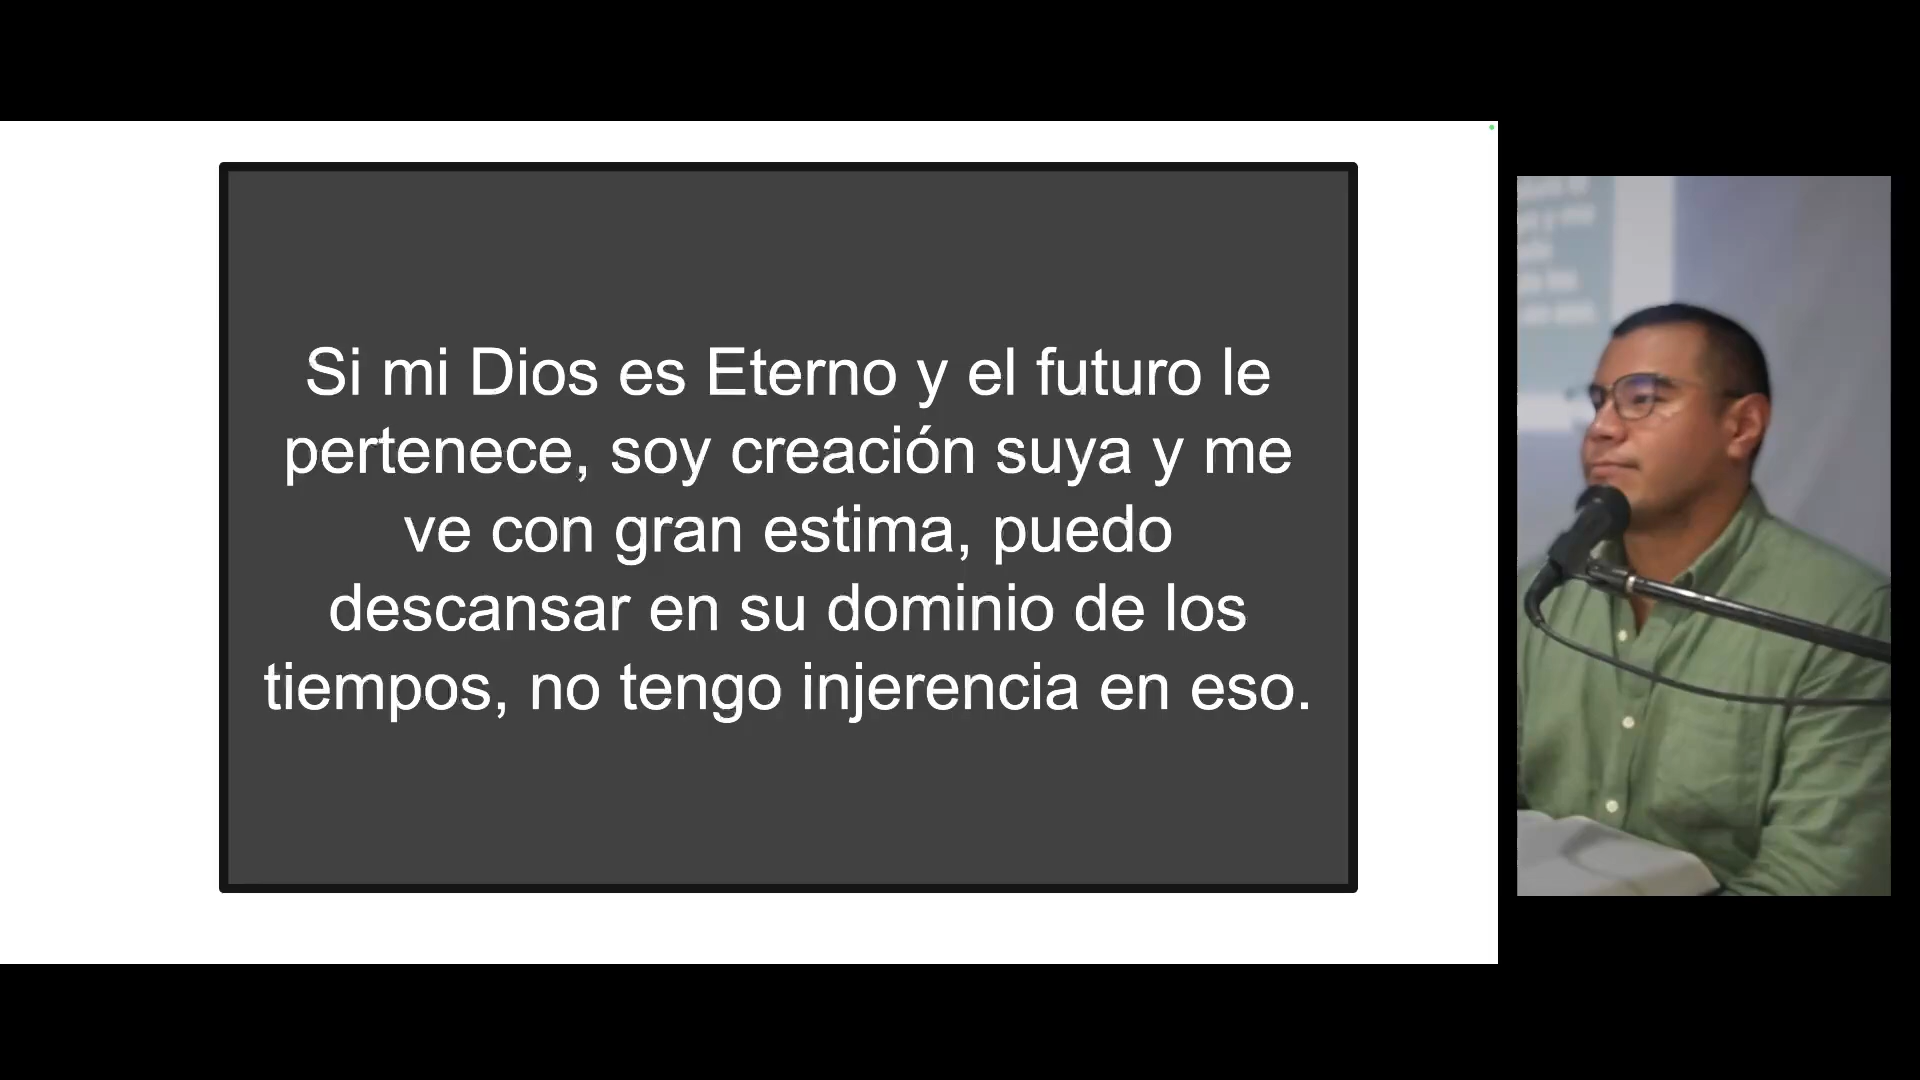 Si mi Dios es Eterno y el futuro le
pertenece, soy creación suya y me
ve con gran estima, puedo
descansar en su dominio de los
tiempos, no tengo injerencia en eso.